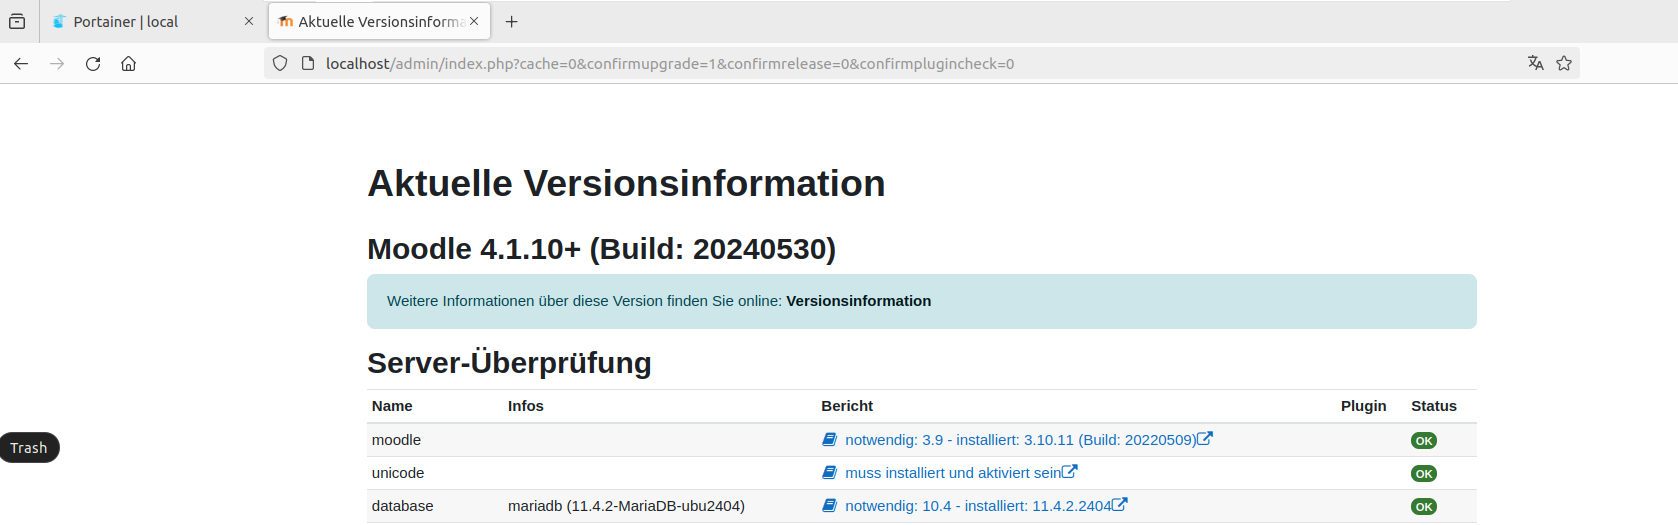 Portainer | local
Aktuelle Versionsinforma
localhost/admin/index.php?cache=0&confirmupgrade=1&confirmrelease=0&confirmplugincheck=0
Aktuelle Versionsinformation
Moodle 4.1.10+ (Build: 20240530)
Weitere Informationen über diese Version finden Sie online: Versionsinformation
Server-Überprüfung
Name Infos Bericht Plugin Status
moodle notwendig: 3.9 - installiert: 3.10.11 (Build: 20220509) OK
Trash
unicode muss installiert und aktiviert sein OK
database mariadb (11.4.2-MariaDB-ubu2404) notwendig: 10.4 - installiert: 11.4.2.2404 OK